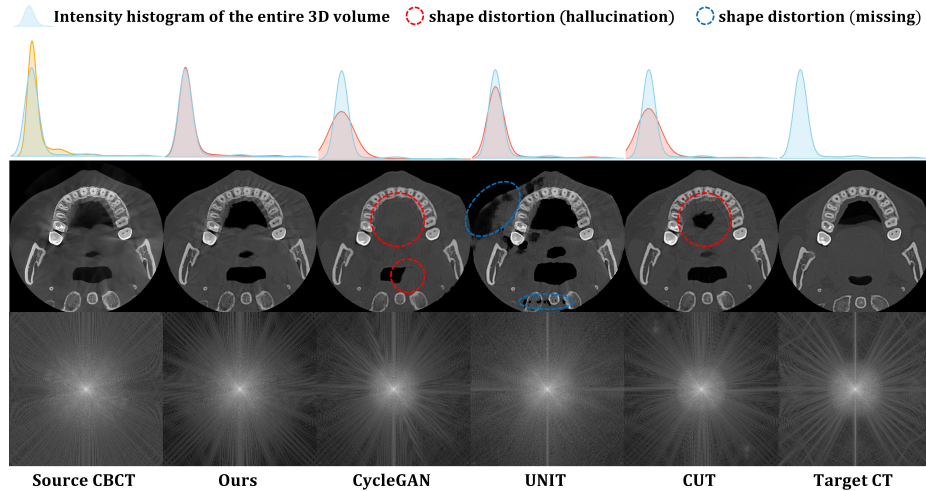 Intensity histogram of the entire 3D volume shape distortion (hallucination) shape distortion (missing)
Source CBCT Ours CycleGAN UNIT CUT Target CT